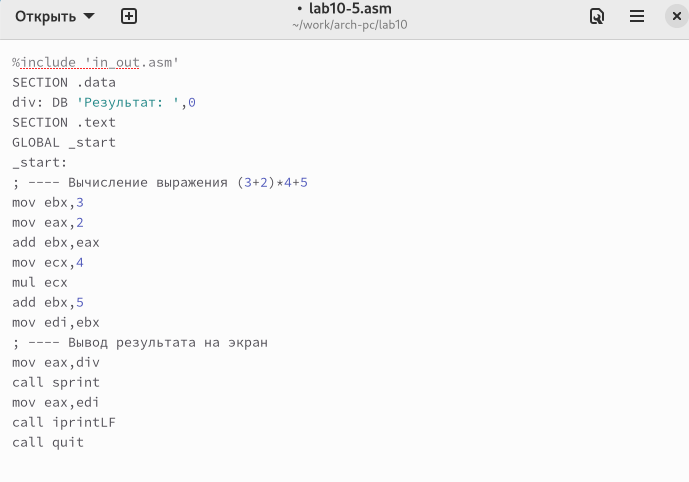 Открыть
• lab10-5.asm
~/work/arch-pc/lab10
%include 'in_out.asm'
SECTION .data
div: DB 'Результат: ',0
SECTION .text
GLOBAL _start
_start:
; ---- Вычисление выражения (3+2)*4+5
mov ebx,3
mov eax,2
add ebx,eax
mov ecx,4
mul ecx
add ebx,5
mov edi,ebx
; ---- Вывод результата на экран
mov eax,div
call sprint
mov eax,edi
call iprintLF
call quit